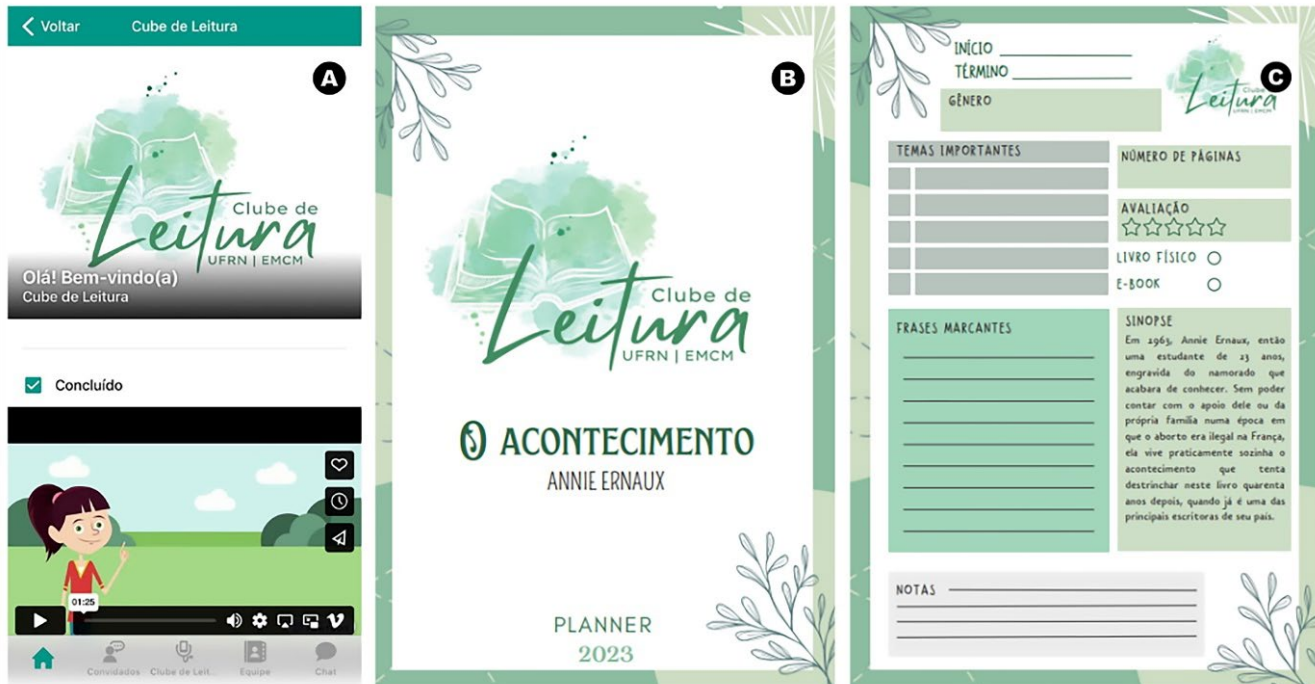 Voltar
Cube de Leitura
A
Clube de
Leitura
UFRN | EMCM
Olá! Bem-vindo(a)
Cube de Leitura
Concluído
01:25
Convidados
Clube de Leit...
Equipe
Chat
B
Clube de
Leitura
UFRN | EMCM
O ACONTECIMENTO
ANNIE ERNAUX
PLANNER
2023
C
INÍCIO
TÉRMINO
GÊNERO
Clube de
Leitura
UFRN | EMCM
TEMAS IMPORTANTES
NÚMERO DE PÁGINAS
AVALIAÇÃO
LIVRO FÍSICO
E-BOOK
FRASES MARCANTES
SINOPSE
Em 1963, Annie Ernaux, então
uma estudante de 23 anos,
engravida do namorado que
acabara de conhecer. Sem poder
contar com o apoio dele ou da
própria família numa época em
que o aborto era ilegal na França,
ela vive praticamente sozinha o
acontecimento que tenta
destrinchar neste livro quarenta
anos depois, quando já é uma das
principais escritoras de seu país.
NOTAS